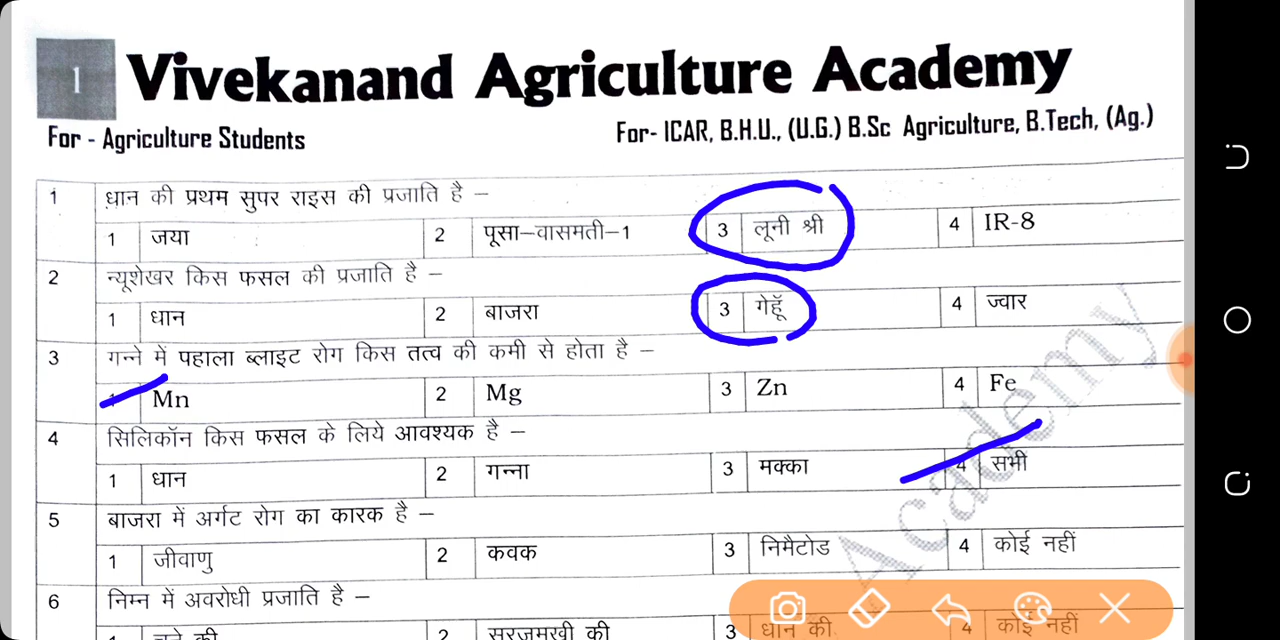 1 Vivekanand Agriculture Academy
For - Agriculture Students For- ICAR, B.H.U., (U.G.) B.Sc Agriculture, B.Tech, (Ag.)
1 धान की प्रथम सुपर राइस की प्रजाति है –
1 जया 2 पूसा–वासमती–1 3 लूनी श्री 4 IR-8
2 न्यूशेखर किस फसल की प्रजाति है –
1 धान 2 बाजरा 3 गेहूॅ 4 ज्वार
3 गन्ने में पहाला ब्लाइट रोग किस तत्व की कमी से होता है –
1 Mn 2 Mg 3 Zn 4 Fe
4 सिलिकॉन किस फसल के लिये आवश्यक है –
1 धान 2 गन्ना 3 मक्का 4 सभी
5 बाजरा में अर्गट रोग का कारक है –
1 जीवाणु 2 कवक 3 निमैटोड 4 कोई नहीं
6 निम्न में अवरोधी प्रजाति है –
1 चने की 2 सूरजमुखी की 3 धान की 4 कोई नहीं
Academy